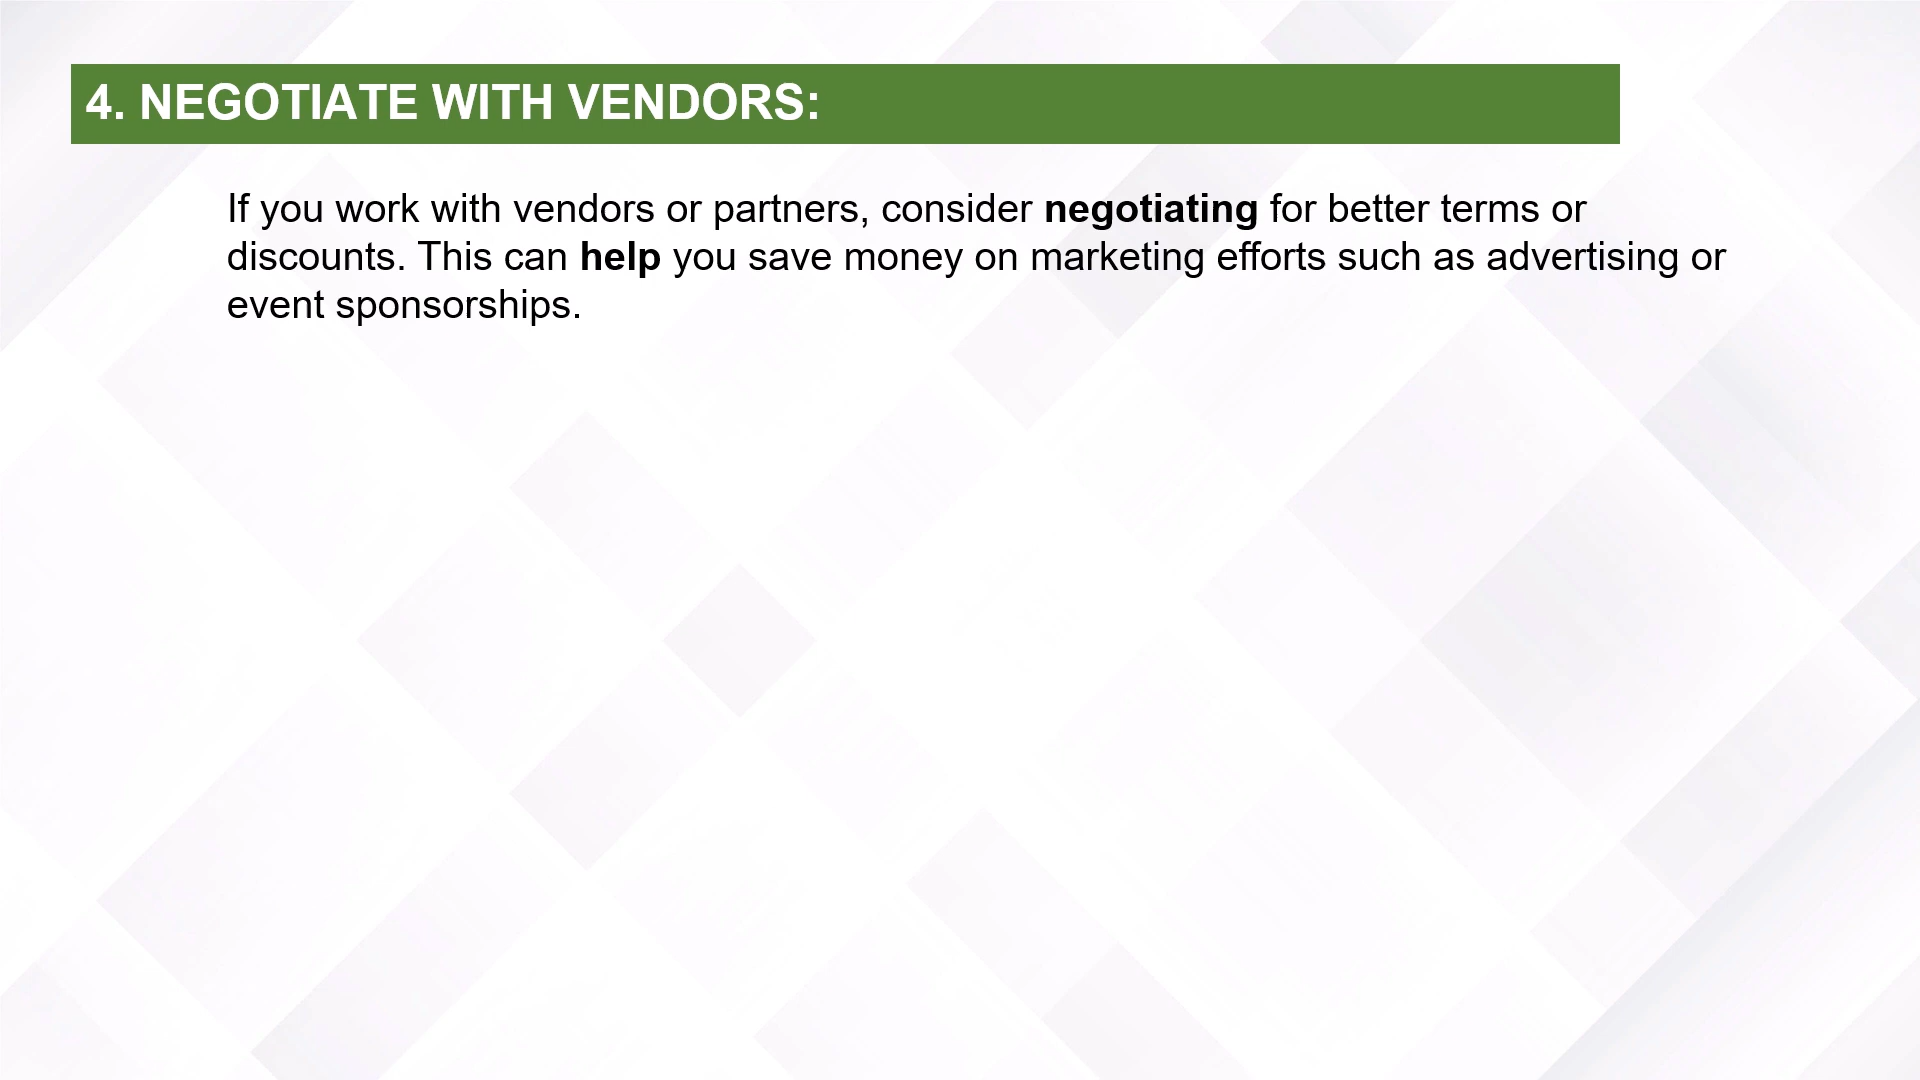 4. NEGOTIATE WITH VENDORS:
If you work with vendors or partners, consider negotiating for better terms or
discounts. This can help you save money on marketing efforts such as advertising or
event sponsorships.